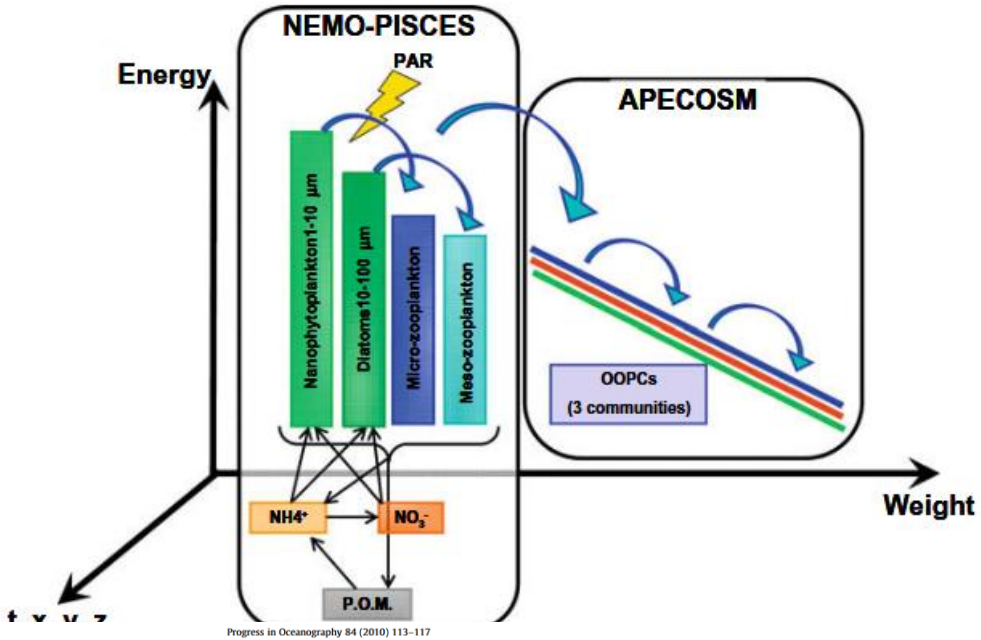 NEMO-PISCES
PAR
Energy
APECOSM
Nanophytoplankton1-10 µm
Diatoms10-100 µm
Micro-zooplankton
Meso-zooplankton
OOPCs
(3 communities)
Weight
NH4⁺
NO₃⁻
P.O.M.
t, x, y, z
Progress in Oceanography 84 (2010) 113–117